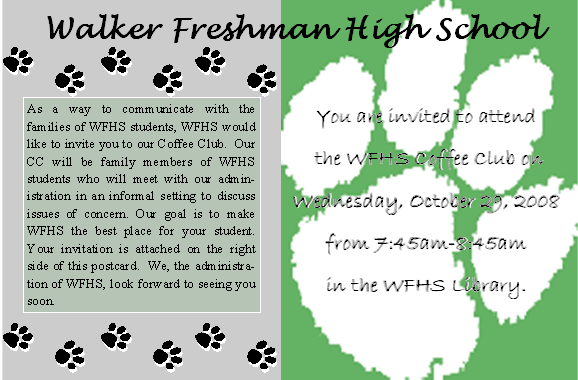 Walker Freshman High School
As a way to communicate with the
families of WFHS students, WFHS would
like to invite you to our Coffee Club. Our
CC will be family members of WFHS
students who will meet with our admin-
istration in an informal setting to discuss
issues of concern. Our goal is to make
WFHS the best place for your student.
Your invitation is attached on the right
side of this postcard. We, the administra-
tion of WFHS, look forward to seeing you
soon.
You are invited to attend
the WFHS Coffee Club on
Wednesday, October 29, 2008
from 7:45am-8:45am
in the WFHS Library.